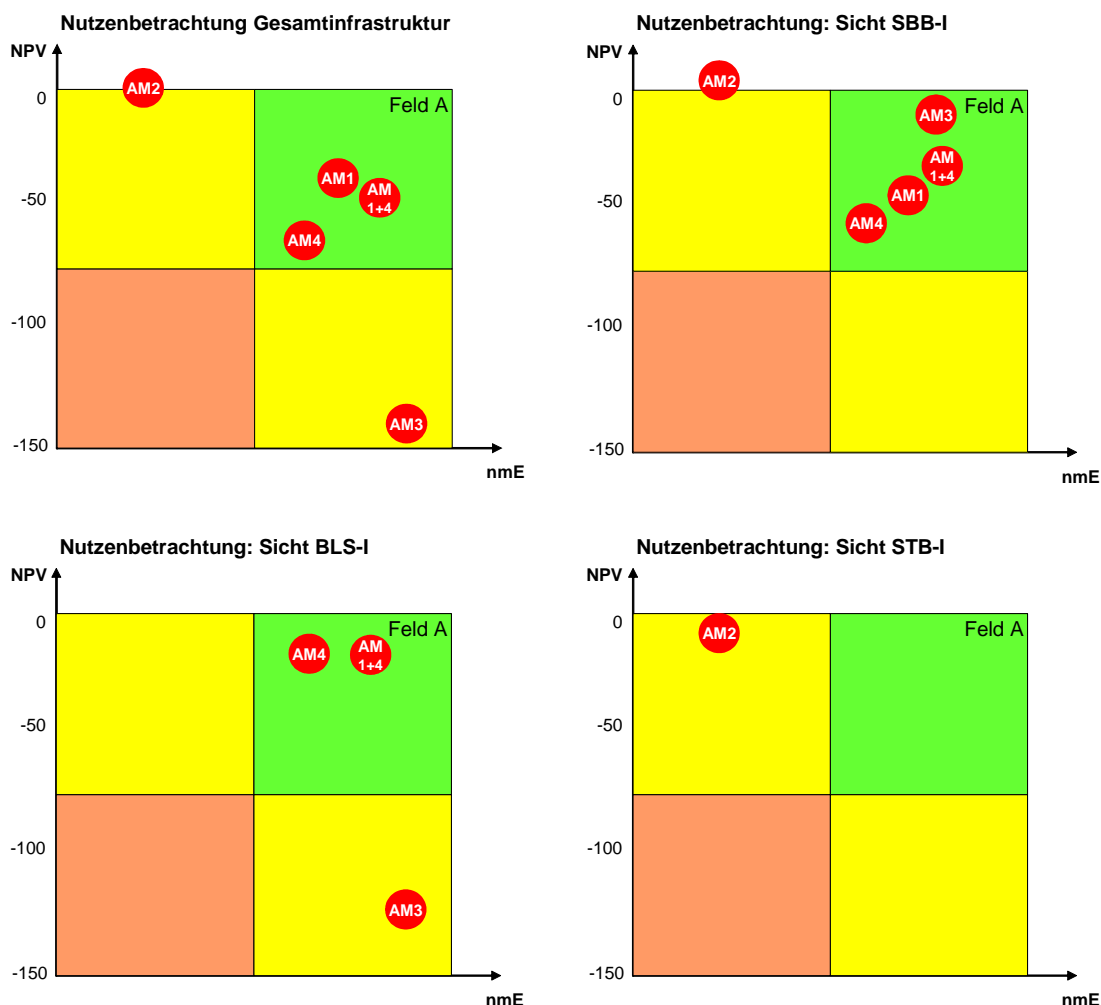 Nutzenbetrachtung Gesamtinfrastruktur
NPV
0
-50
-100
-150
AM2
Feld A
AM1
AM
1+4
AM4
AM3
nmE
Nutzenbetrachtung: Sicht SBB-I
NPV
0
-50
-100
-150
AM2
Feld A
AM3
AM
1+4
AM1
AM4
nmE
Nutzenbetrachtung: Sicht BLS-I
NPV
0
-50
-100
-150
Feld A
AM4
AM
1+4
AM3
nmE
Nutzenbetrachtung: Sicht STB-I
NPV
0
-50
-100
-150
AM2
Feld A
nmE